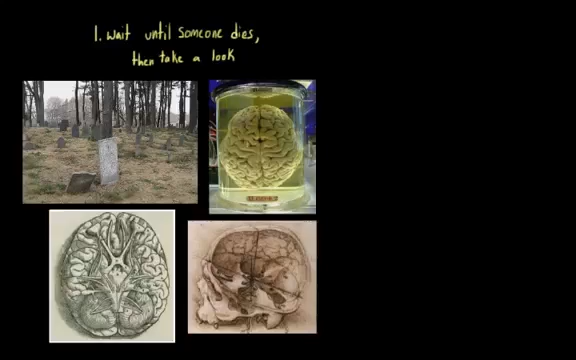 1. wait until someone dies,
then take a look